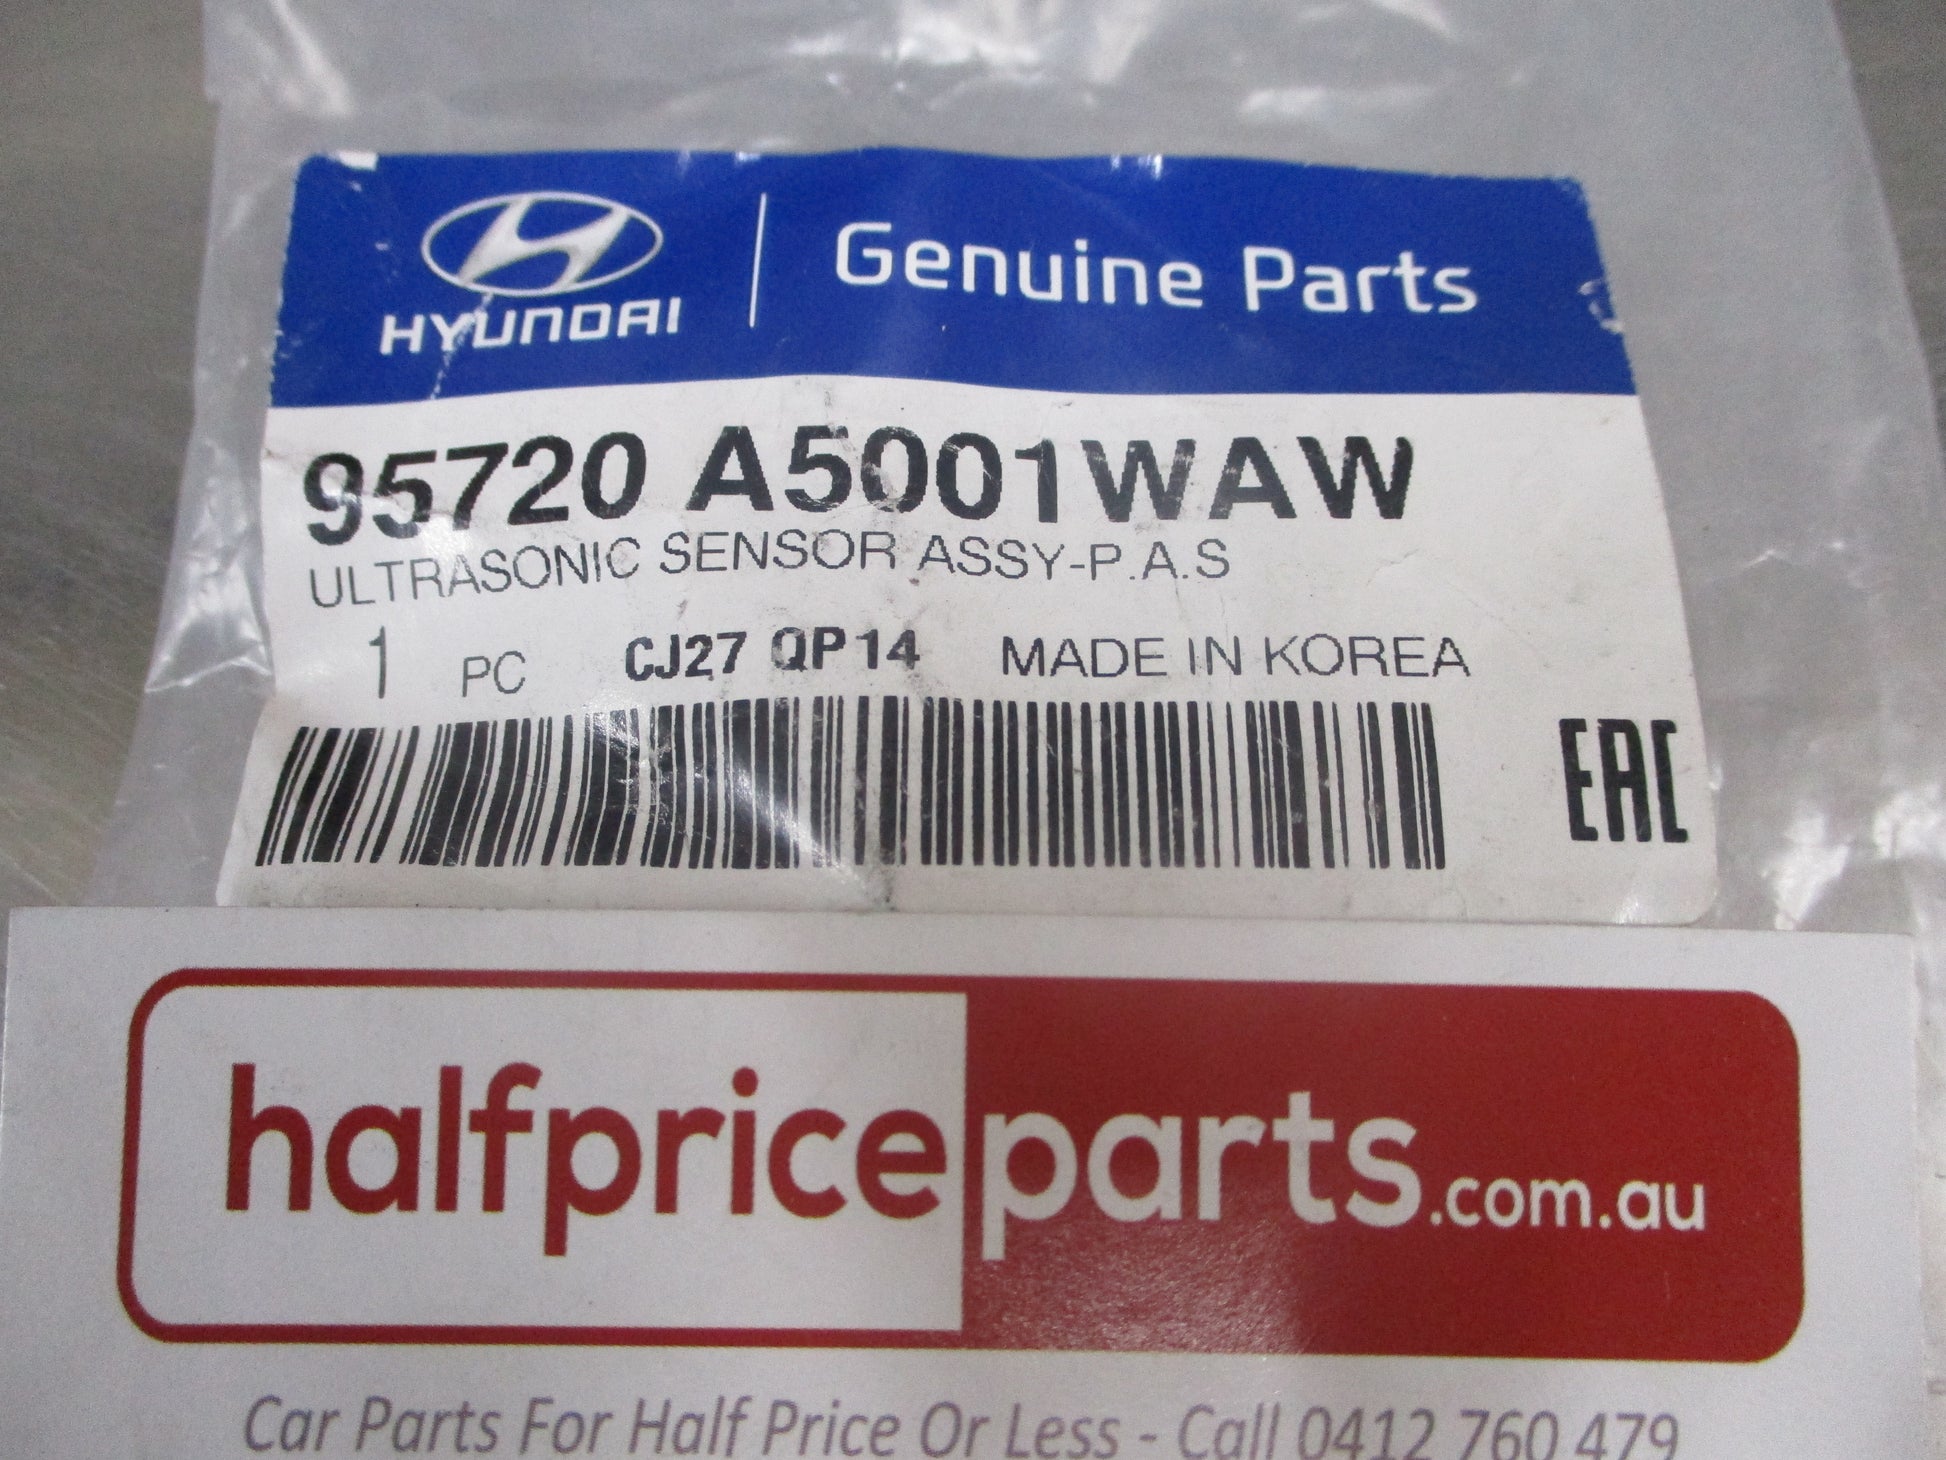 HYUNDAI
Genuine Parts
95720 A5001WAW
ULTRASONIC SENSOR ASSY-P.A.S
1 PC CJ27 QP14 MADE IN KOREA
EAC
halfpriceparts.com.au
Car Parts For Half Price Or Less - Call 0412 760 479